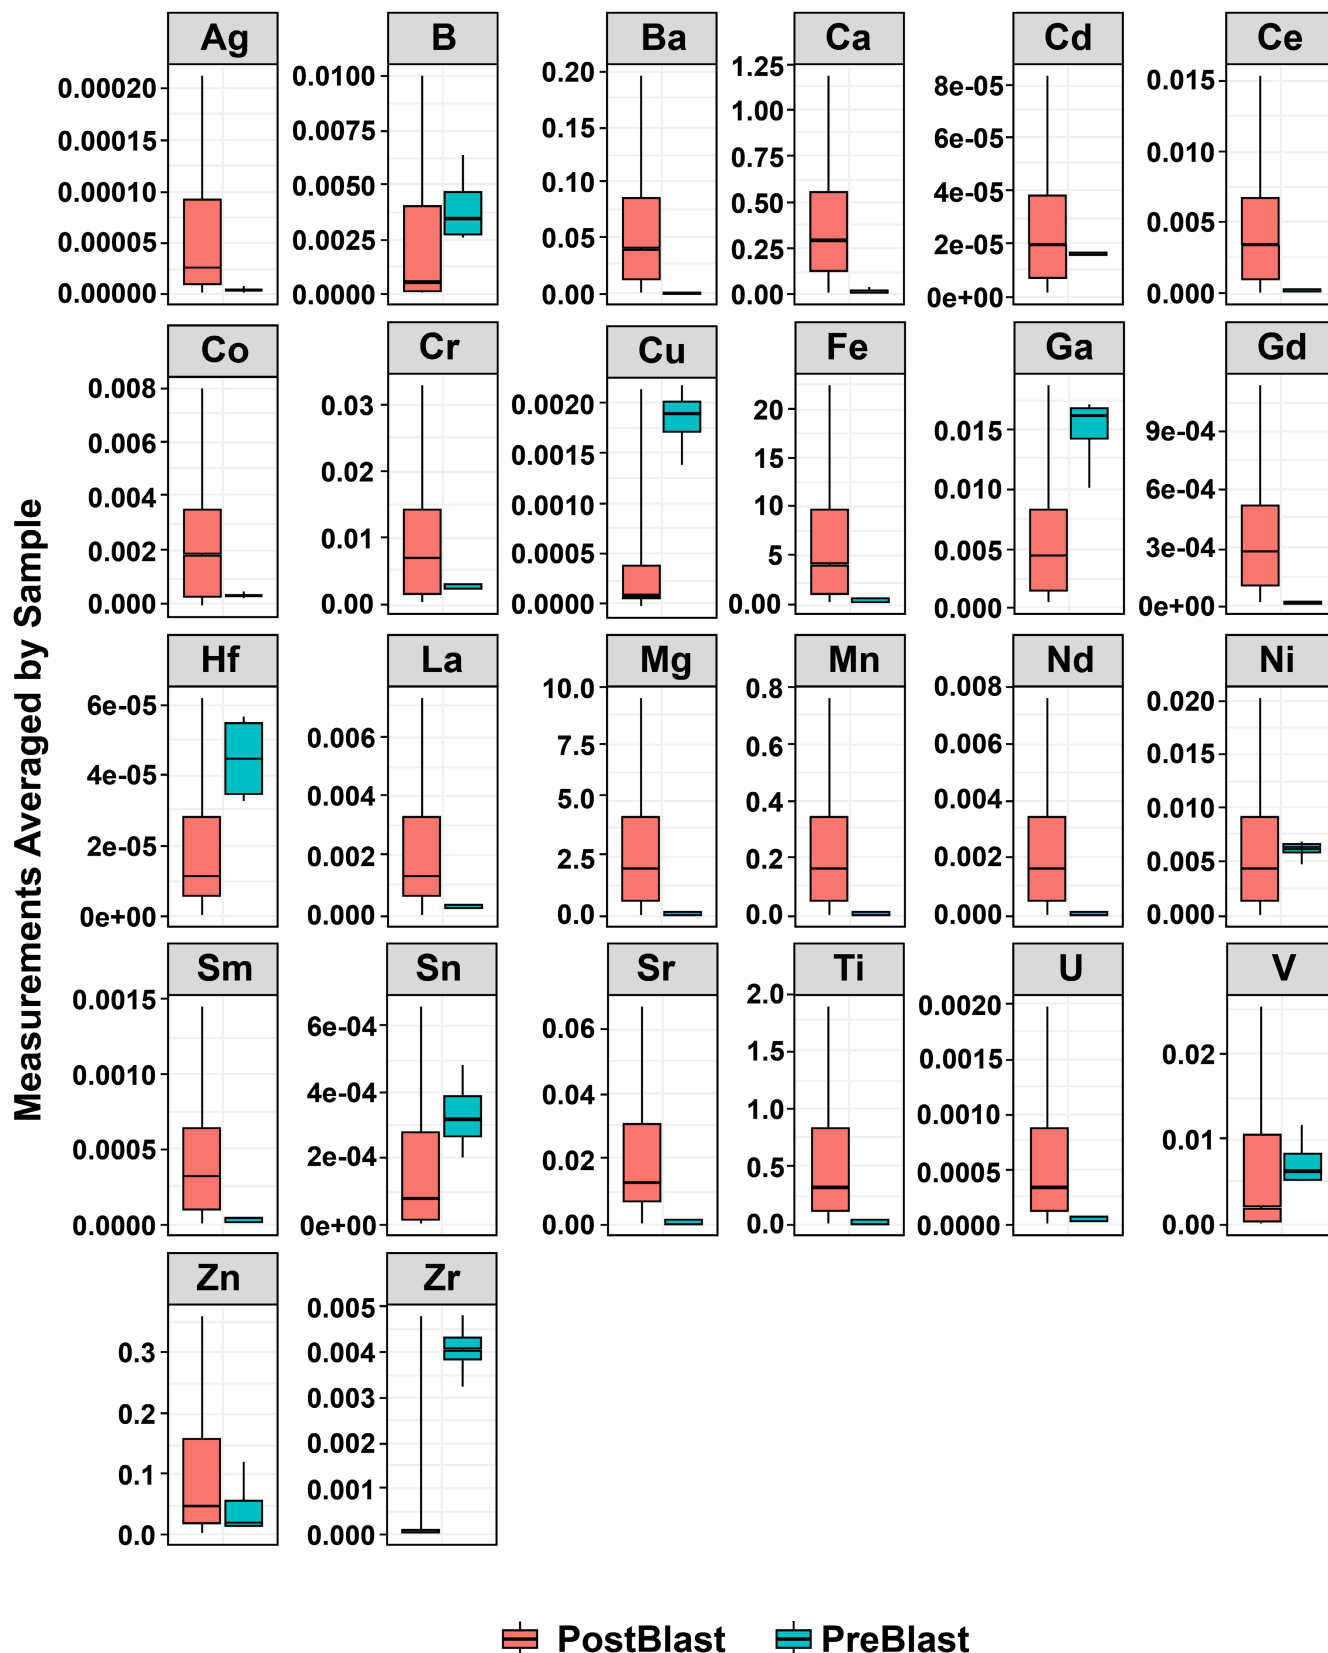 Ag B Ba Ca Cd Ce
0.00020 0.0100 0.20 1.25 8e-05 0.015
0.00015 0.0075 0.15 1.00 6e-05 0.010
0.00010 0.0050 0.10 0.75 4e-05 0.005
0.00005 0.0025 0.05 0.50 2e-05 0.000
0.00000 0.0000 0.00 0.25 0e+00
0.00
Co Cr Cu Fe Ga Gd
0.008 0.03 0.0020 20 0.015 9e-04
0.006 0.02 0.0015 15 0.010 6e-04
0.004 0.01 0.0010 10 0.005 3e-04
0.002 0.00 0.0005 5 0.000 0e+00
0.000 0.0000 0.00
Measurements Averaged by Sample
Hf La Mg Mn Nd Ni
6e-05 0.006 10.0 0.8 0.008 0.020
4e-05 0.004 7.5 0.6 0.006 0.015
2e-05 0.002 5.0 0.4 0.004 0.010
0e+00 0.000 2.5 0.2 0.002 0.005
0.0 0.0 0.000 0.000
Sm Sn Sr Ti U V
0.0015 6e-04 0.06 2.0 0.0020 0.02
0.0010 4e-04 0.04 1.5 0.0015 0.01
0.0005 2e-04 0.02 1.0 0.0010 0.00
0.0000 0e+00 0.00 0.5 0.0005
0.0 0.0000
Zn Zr
0.3 0.005
0.2 0.004
0.1 0.003
0.0 0.002
0.001
0.000
PostBlast PreBlast